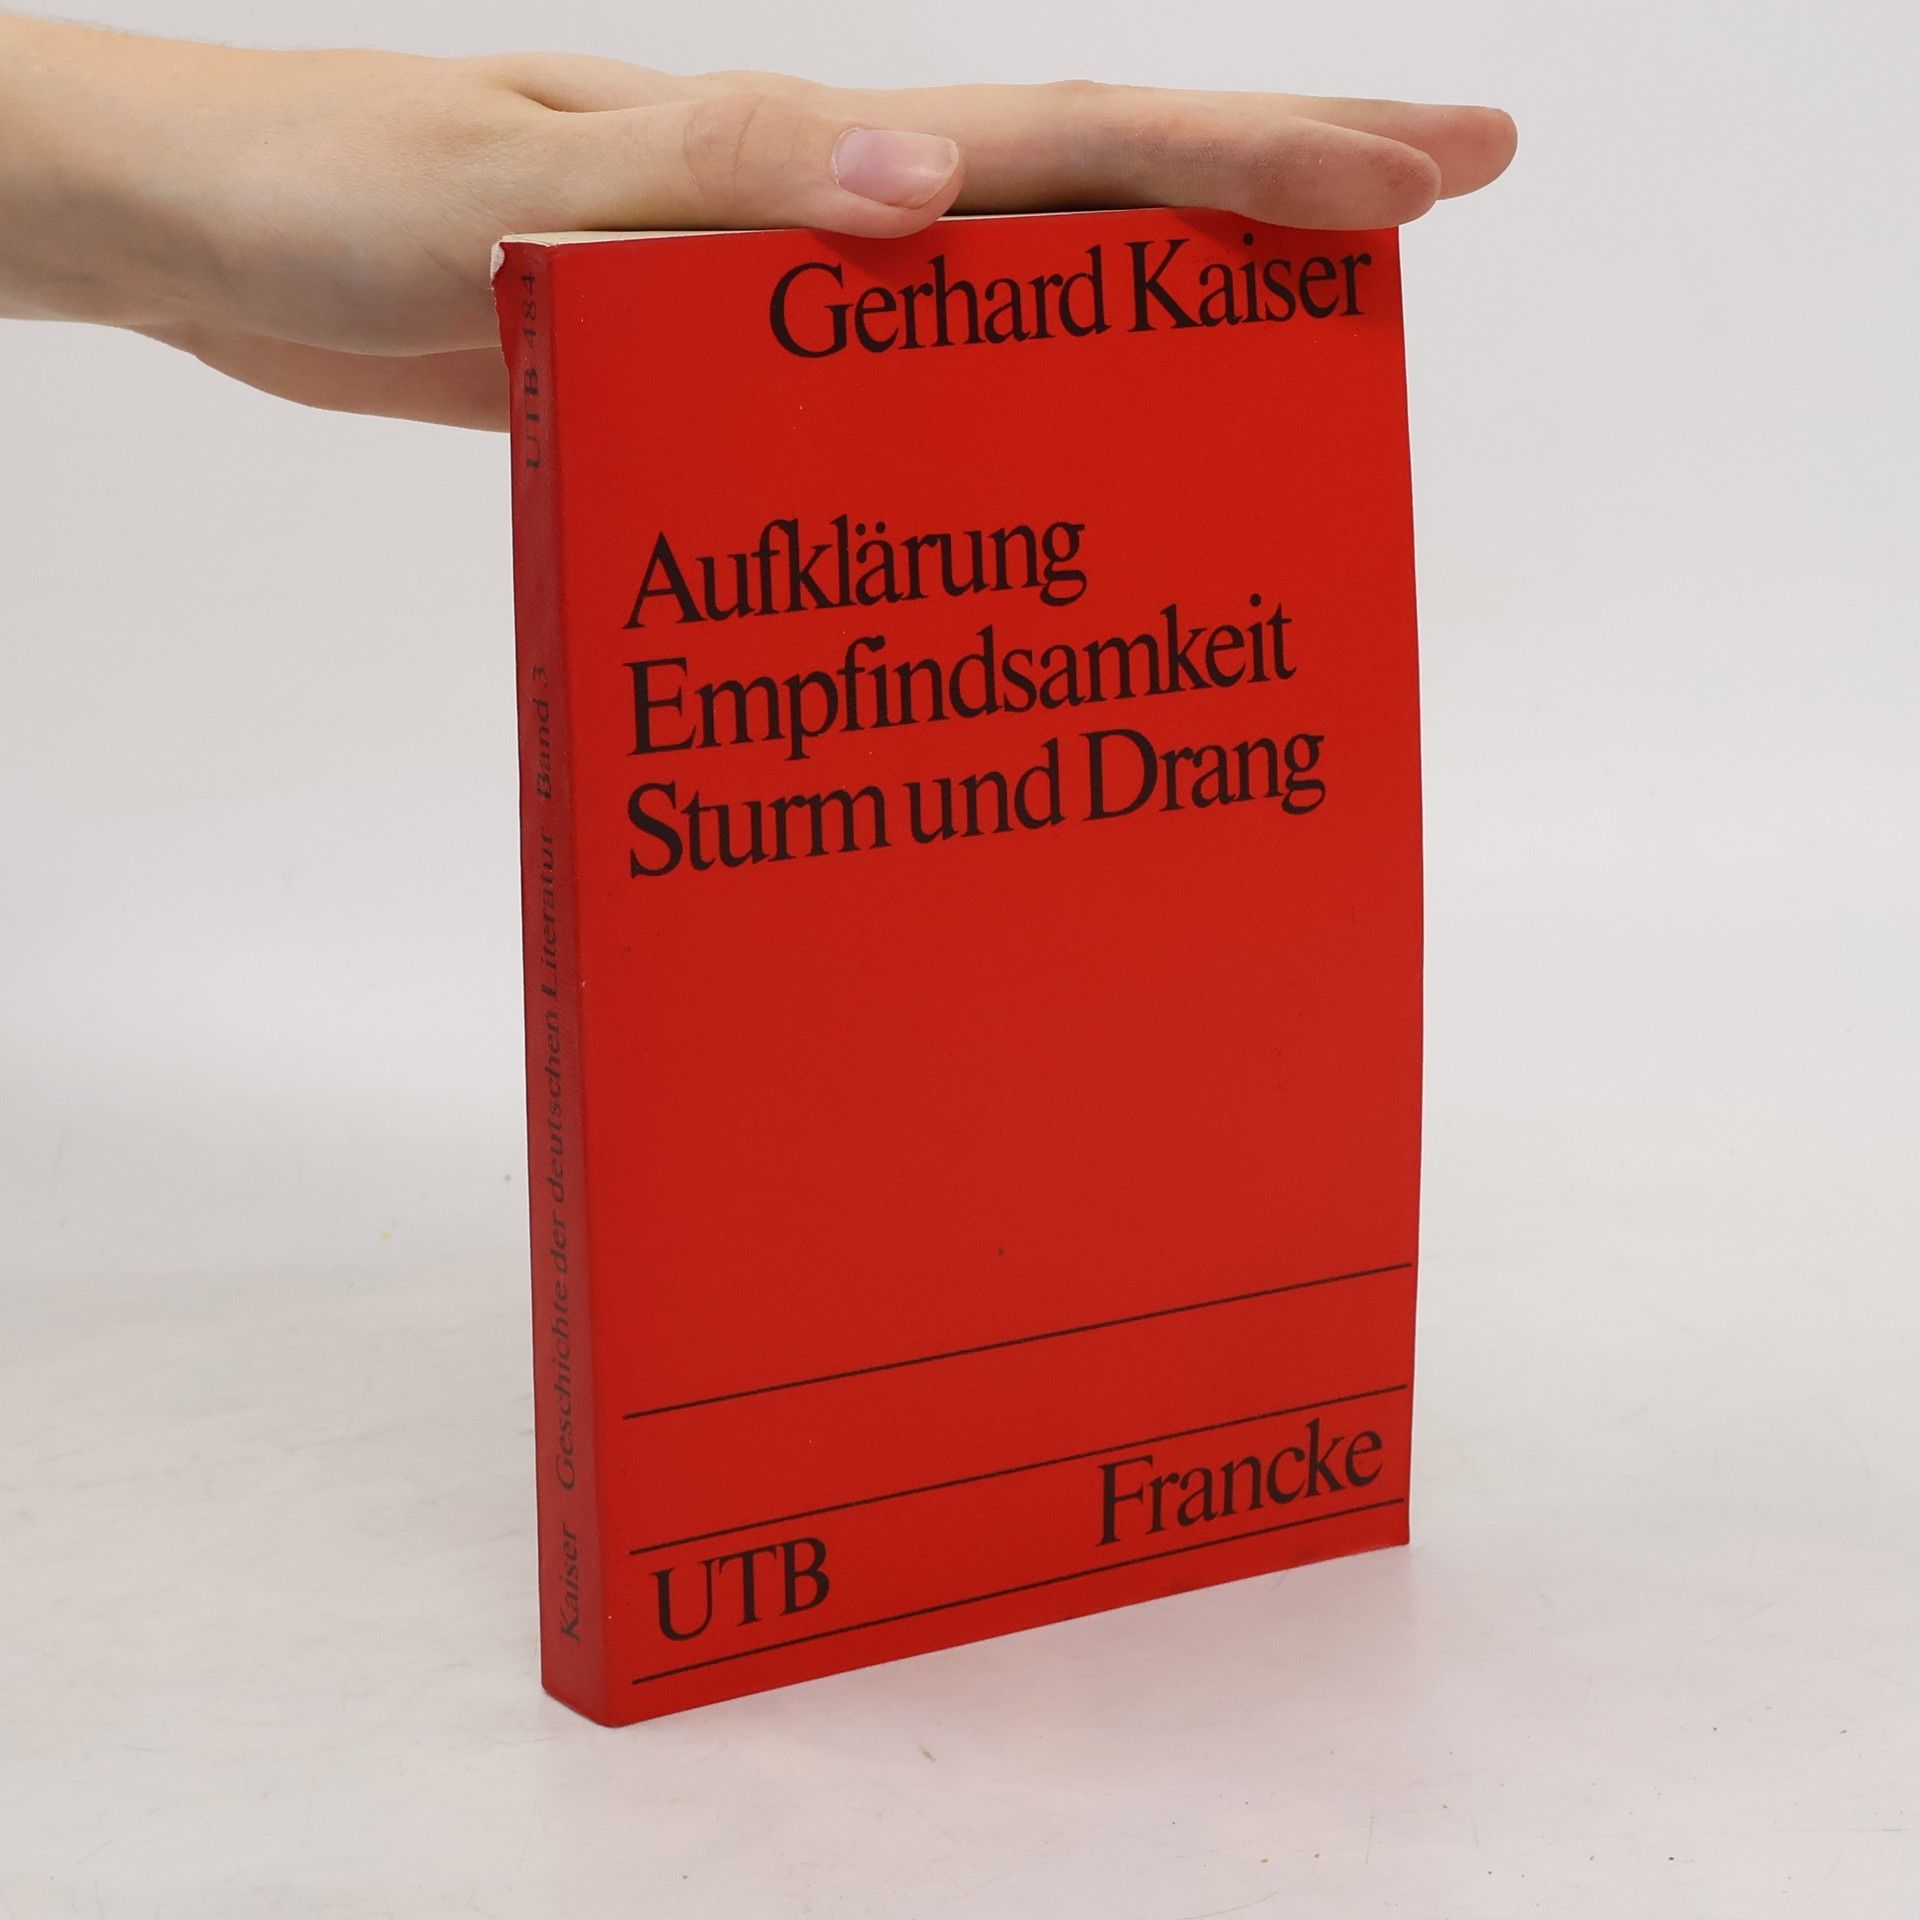 Gerhard Kaiser
Aufklärung
Empfindsamkeit
Sturm und Drang
Francke
UTB
Kaiser Geschichte der deutschen Literatur Band 3 UTB 484